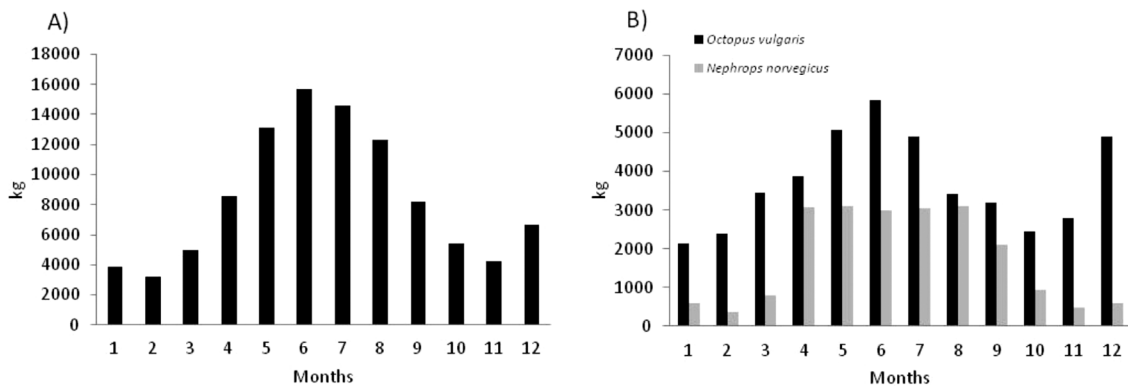 A)
18000
16000
14000
12000
10000
8000
6000
4000
2000
0
kg
1 2 3 4 5 6 7 8 9 10 11 12
Months
B)
Octopus vulgaris
Nephrops norvegicus
7000
6000
5000
4000
3000
2000
1000
0
kg
1 2 3 4 5 6 7 8 9 10 11 12
Months